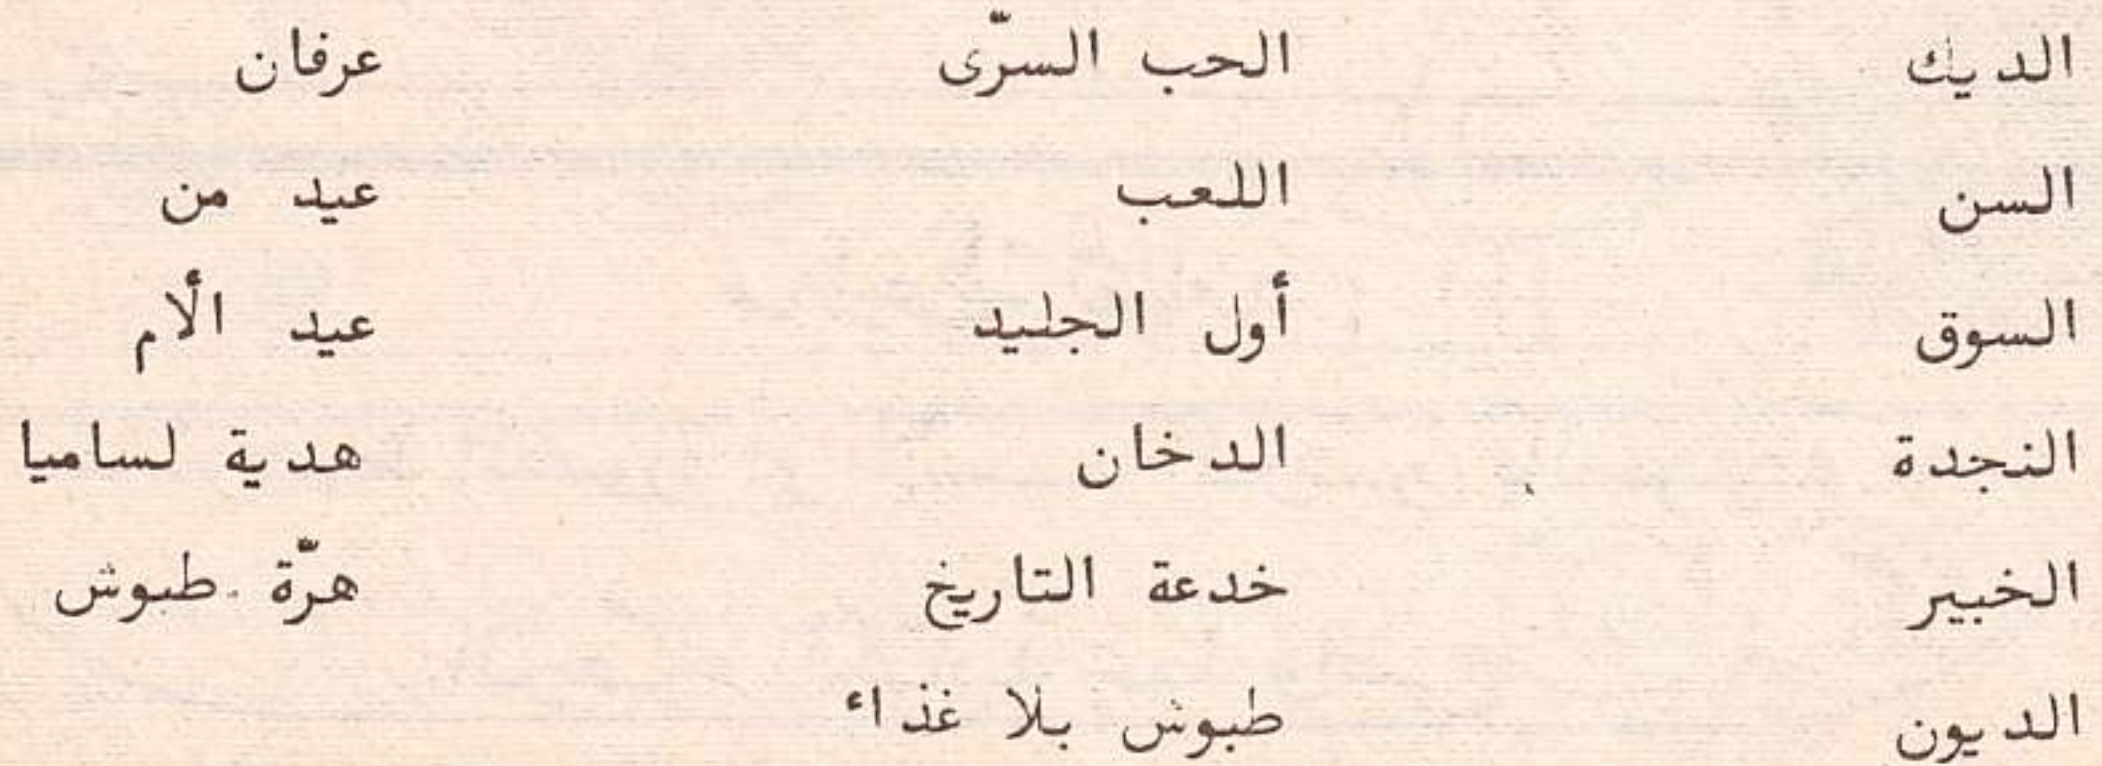 الديك
السن
السوق
النجدة
الخبير
الديون
الحب السرّى
اللعب
أول الجليد
الدخان
خدعة التاريخ
طبوش بلا غذاء
عرفان
عيد من
عيد الأم
هدية لساميا
هرّة طبوش